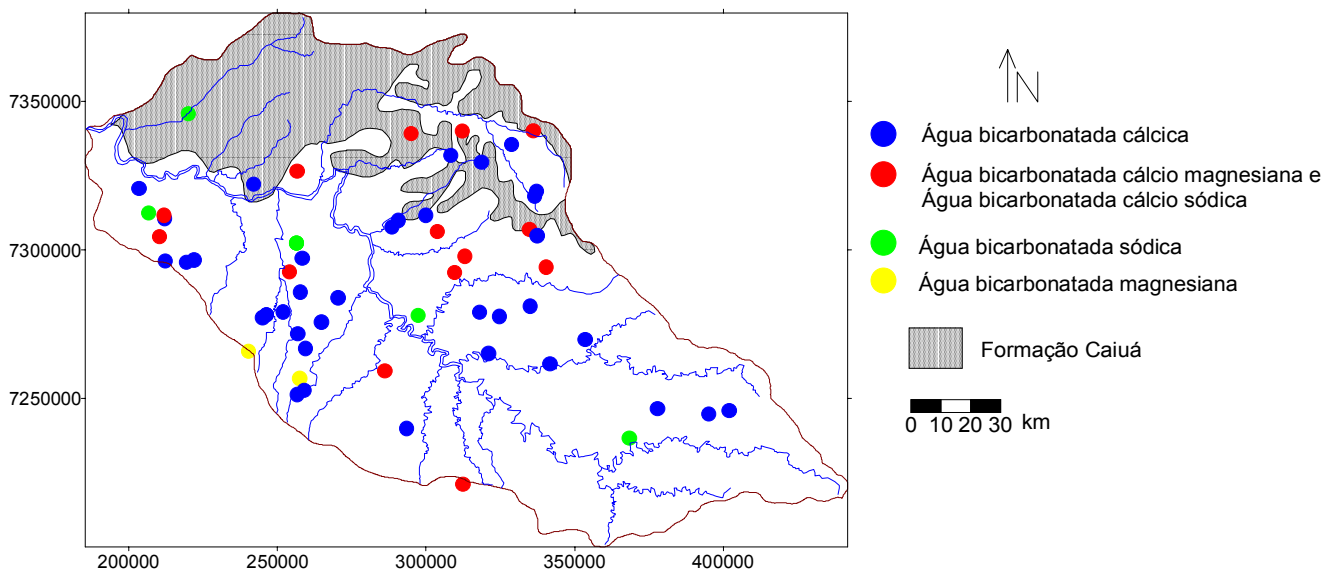 7350000
7300000
7250000
200000 250000 300000 350000 400000
N
Água bicarbonatada cálcica
Água bicarbonatada cálcio magnesiana e
Água bicarbonatada cálcio sódica
Água bicarbonatada sódica
Água bicarbonatada magnesiana
Formação Caiuá
0 10 20 30 km